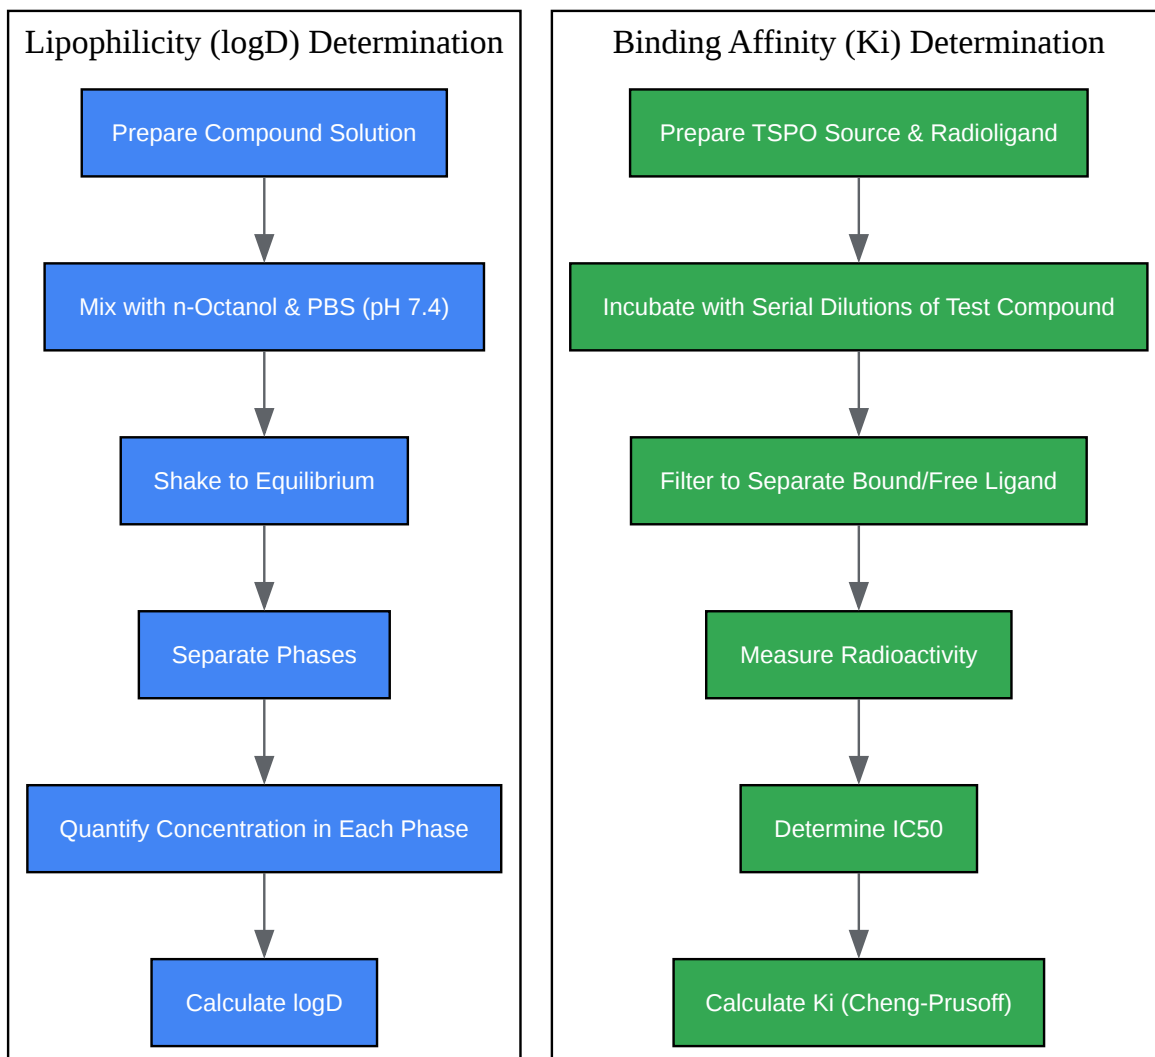 Lipophilicity (logD) Determination
Prepare Compound Solution
Mix with n-Octanol & PBS (pH 7.4)
Shake to Equilibrium
Separate Phases
Quantify Concentration in Each Phase
Calculate logD
Binding Affinity (Ki) Determination
Prepare TSPO Source & Radioligand
Incubate with Serial Dilutions of Test Compound
Filter to Separate Bound/Free Ligand
Measure Radioactivity
Determine IC50
Calculate Ki (Cheng-Prusoff)